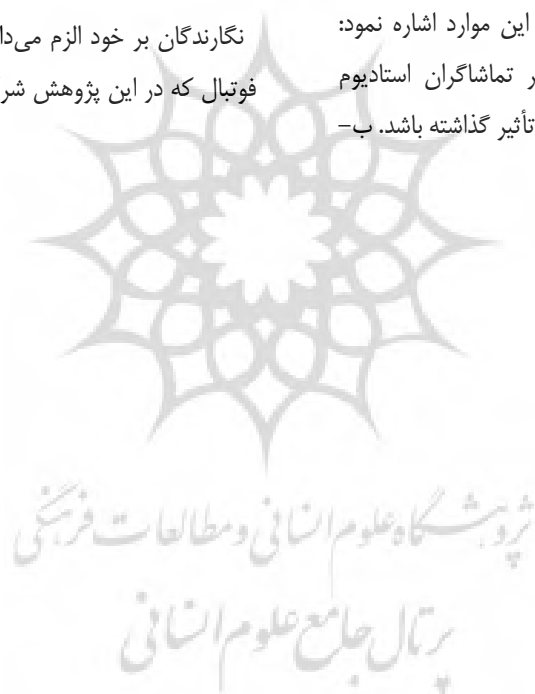 این موارد اشاره نمود:
ر تماشاگران استادیوم
تأثیر گذاشته باشد. ب–
نگارندگان بر خود الزم می‌دا
فوتبال که در این پژوهش شر
پژوهشگاه علوم انسانی و مطالعات فرهنگی
پرتال جامع علوم انسانی